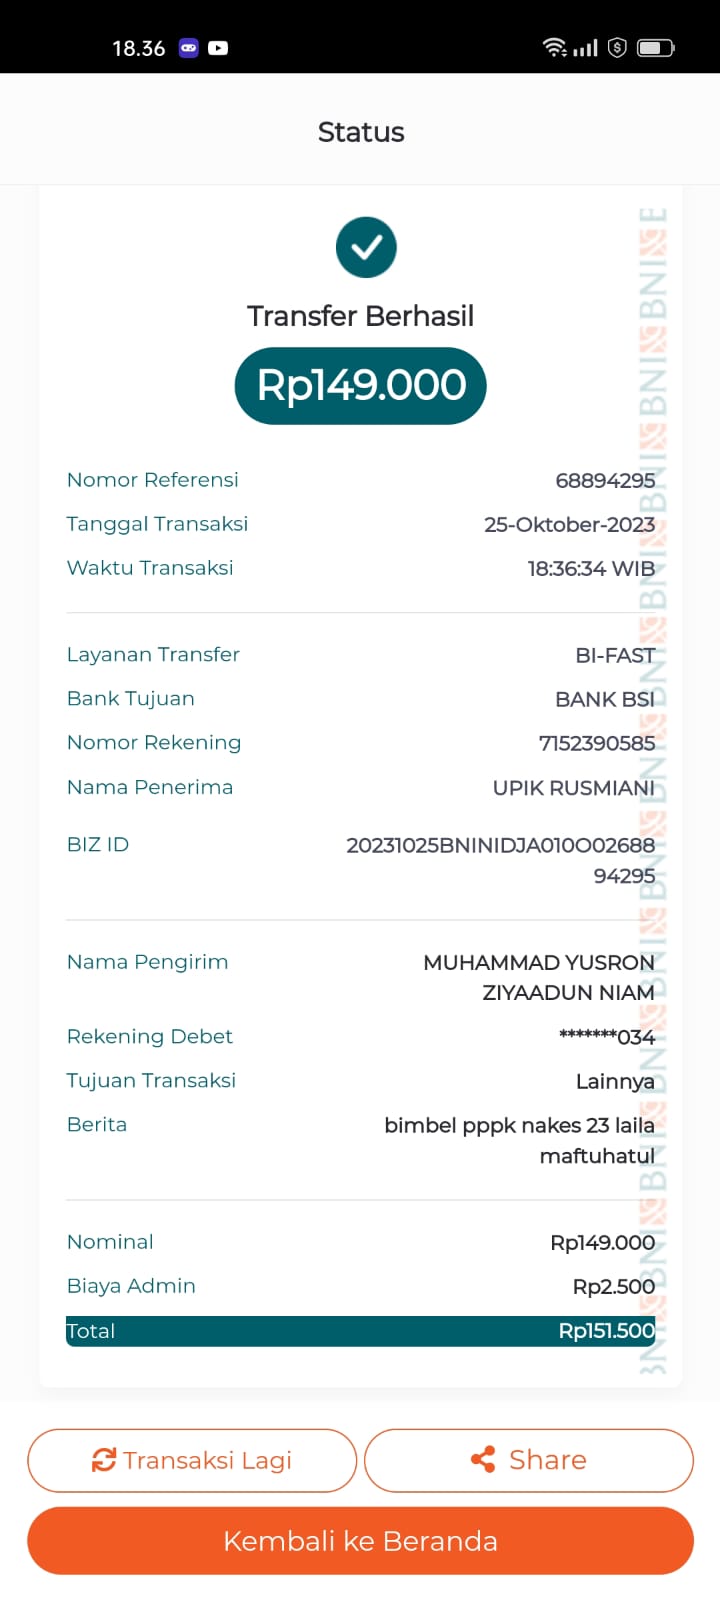 18.36
Status
Transfer Berhasil
Rp149.000
Nomor Referensi 68894295
Tanggal Transaksi 25-Oktober-2023
Waktu Transaksi 18:36:34 WIB
Layanan Transfer BI-FAST
Bank Tujuan BANK BSI
Nomor Rekening 7152390585
Nama Penerima UPIK RUSMIANI
BIZ ID 20231025BNINIDJA010O02688
94295
Nama Pengirim MUHAMMAD YUSRON
ZIYAADUN NIAM
Rekening Debet *******034
Tujuan Transaksi Lainnya
Berita bimbel pppk nakes 23 laila
maftuhatul
Nominal Rp149.000
Biaya Admin Rp2.500
Total Rp151.500
Transaksi Lagi
Share
Kembali ke Beranda
BNI BNI BNI BNI BNI BNI BNI BNI BNI BNI BNI